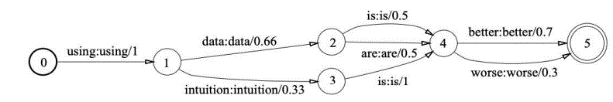 is:is/0.5
data:data/0.66
better:better/0.7
using:using/1
are:are/0.5
intuition:intuition/0.33
is:is/1
worse:worse/0.3
0
1
2
3
4
5